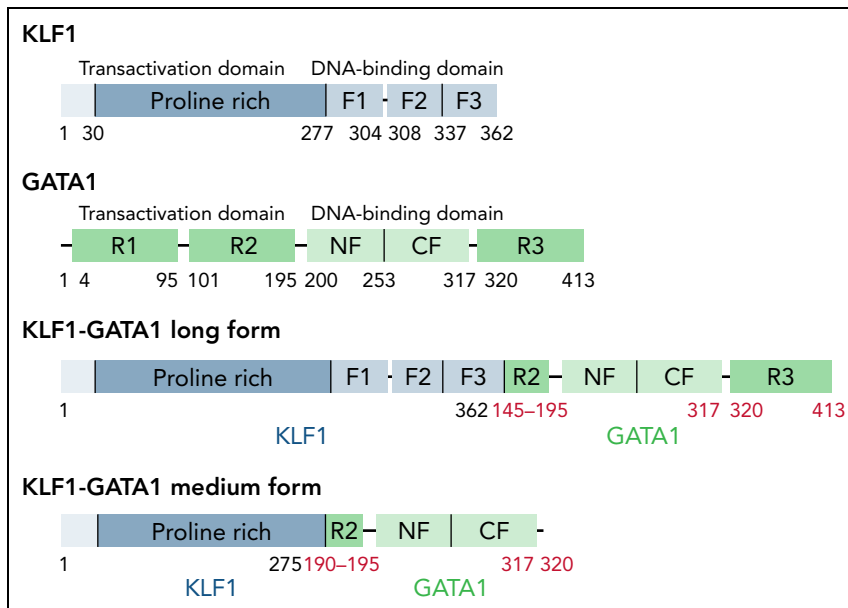 KLF1
Transactivation domain DNA-binding domain
Proline rich F1 F2 F3
1 30 277 304 308 337 362
GATA1
Transactivation domain DNA-binding domain
R1 R2 NF CF R3
1 4 95 101 195 200 253 317 320 413
KLF1-GATA1 long form
Proline rich F1 F2 F3 R2 NF CF R3
1 362 145–195 317 320 413
KLF1 GATA1
KLF1-GATA1 medium form
Proline rich R2 NF CF
1 275 190–195 317 320
KLF1 GATA1